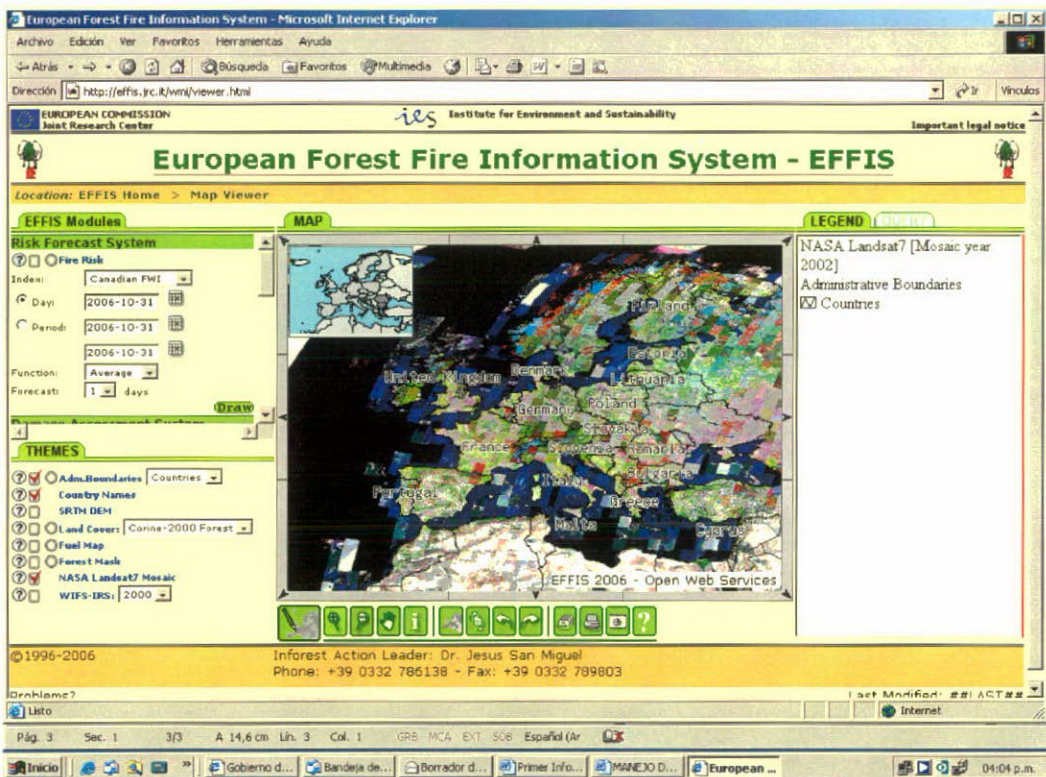 European Forest Fire Information System - Microsoft Internet Explorer
Archivo Edición Ver Favoritos Herramientas Ayuda
Atrás Búsqueda Favoritos Multimedia
Dirección http://effis.jrc.it/wmi/viewer.html Ir Vínculos
EUROPEAN COMMISSION
Joint Research Center
ies Institute for Environment and Sustainability
Important legal notice
European Forest Fire Information System - EFFIS
Location: EFFIS Home > Map Viewer
EFFIS Modules
Risk Forecast System
Fire Risk
Index: Canadian FWI
Day: 2006-10-31
Period: 2006-10-31
2006-10-31
Function: Average
Forecast: 1 days
Draw
Damage Assessment System
THEMES
Adm.Boundaries Countries
Country Names
SRTM DEM
Land Cover: Corine-2000 Forest
Fuel Map
Forest Mask
NASA Landsat7 Mosaic
WIFS-IRS: 2000
MAP
Finland
Estonia
United Kingdom Denmark Lithuania
Germany Poland
Slovakia
France Slovenia Romania
Italy Bulgaria
Portugal Greece
Malta Cyprus
EFFIS 2006 - Open Web Services
LEGEND QUERY
NASA Landsat7 [Mosaic year
2002]
Administrative Boundaries
Countries
©1996-2006
Inforest Action Leader: Dr. Jesus San Miguel
Phone: +39 0332 786138 - Fax: +39 0332 789803
Problems? Last Modified: ##LAST##
Listo Internet
Pág. 3 Sec. 1 3/3 A 14,6 cm Lín. 3 Col. 1 GRB MCA EXT SOB Español (Ar
Inicio » Gobierno d... Bandeja de... Borrador d... Primer Info... MANEJO D... European ... 04:04 p.m.